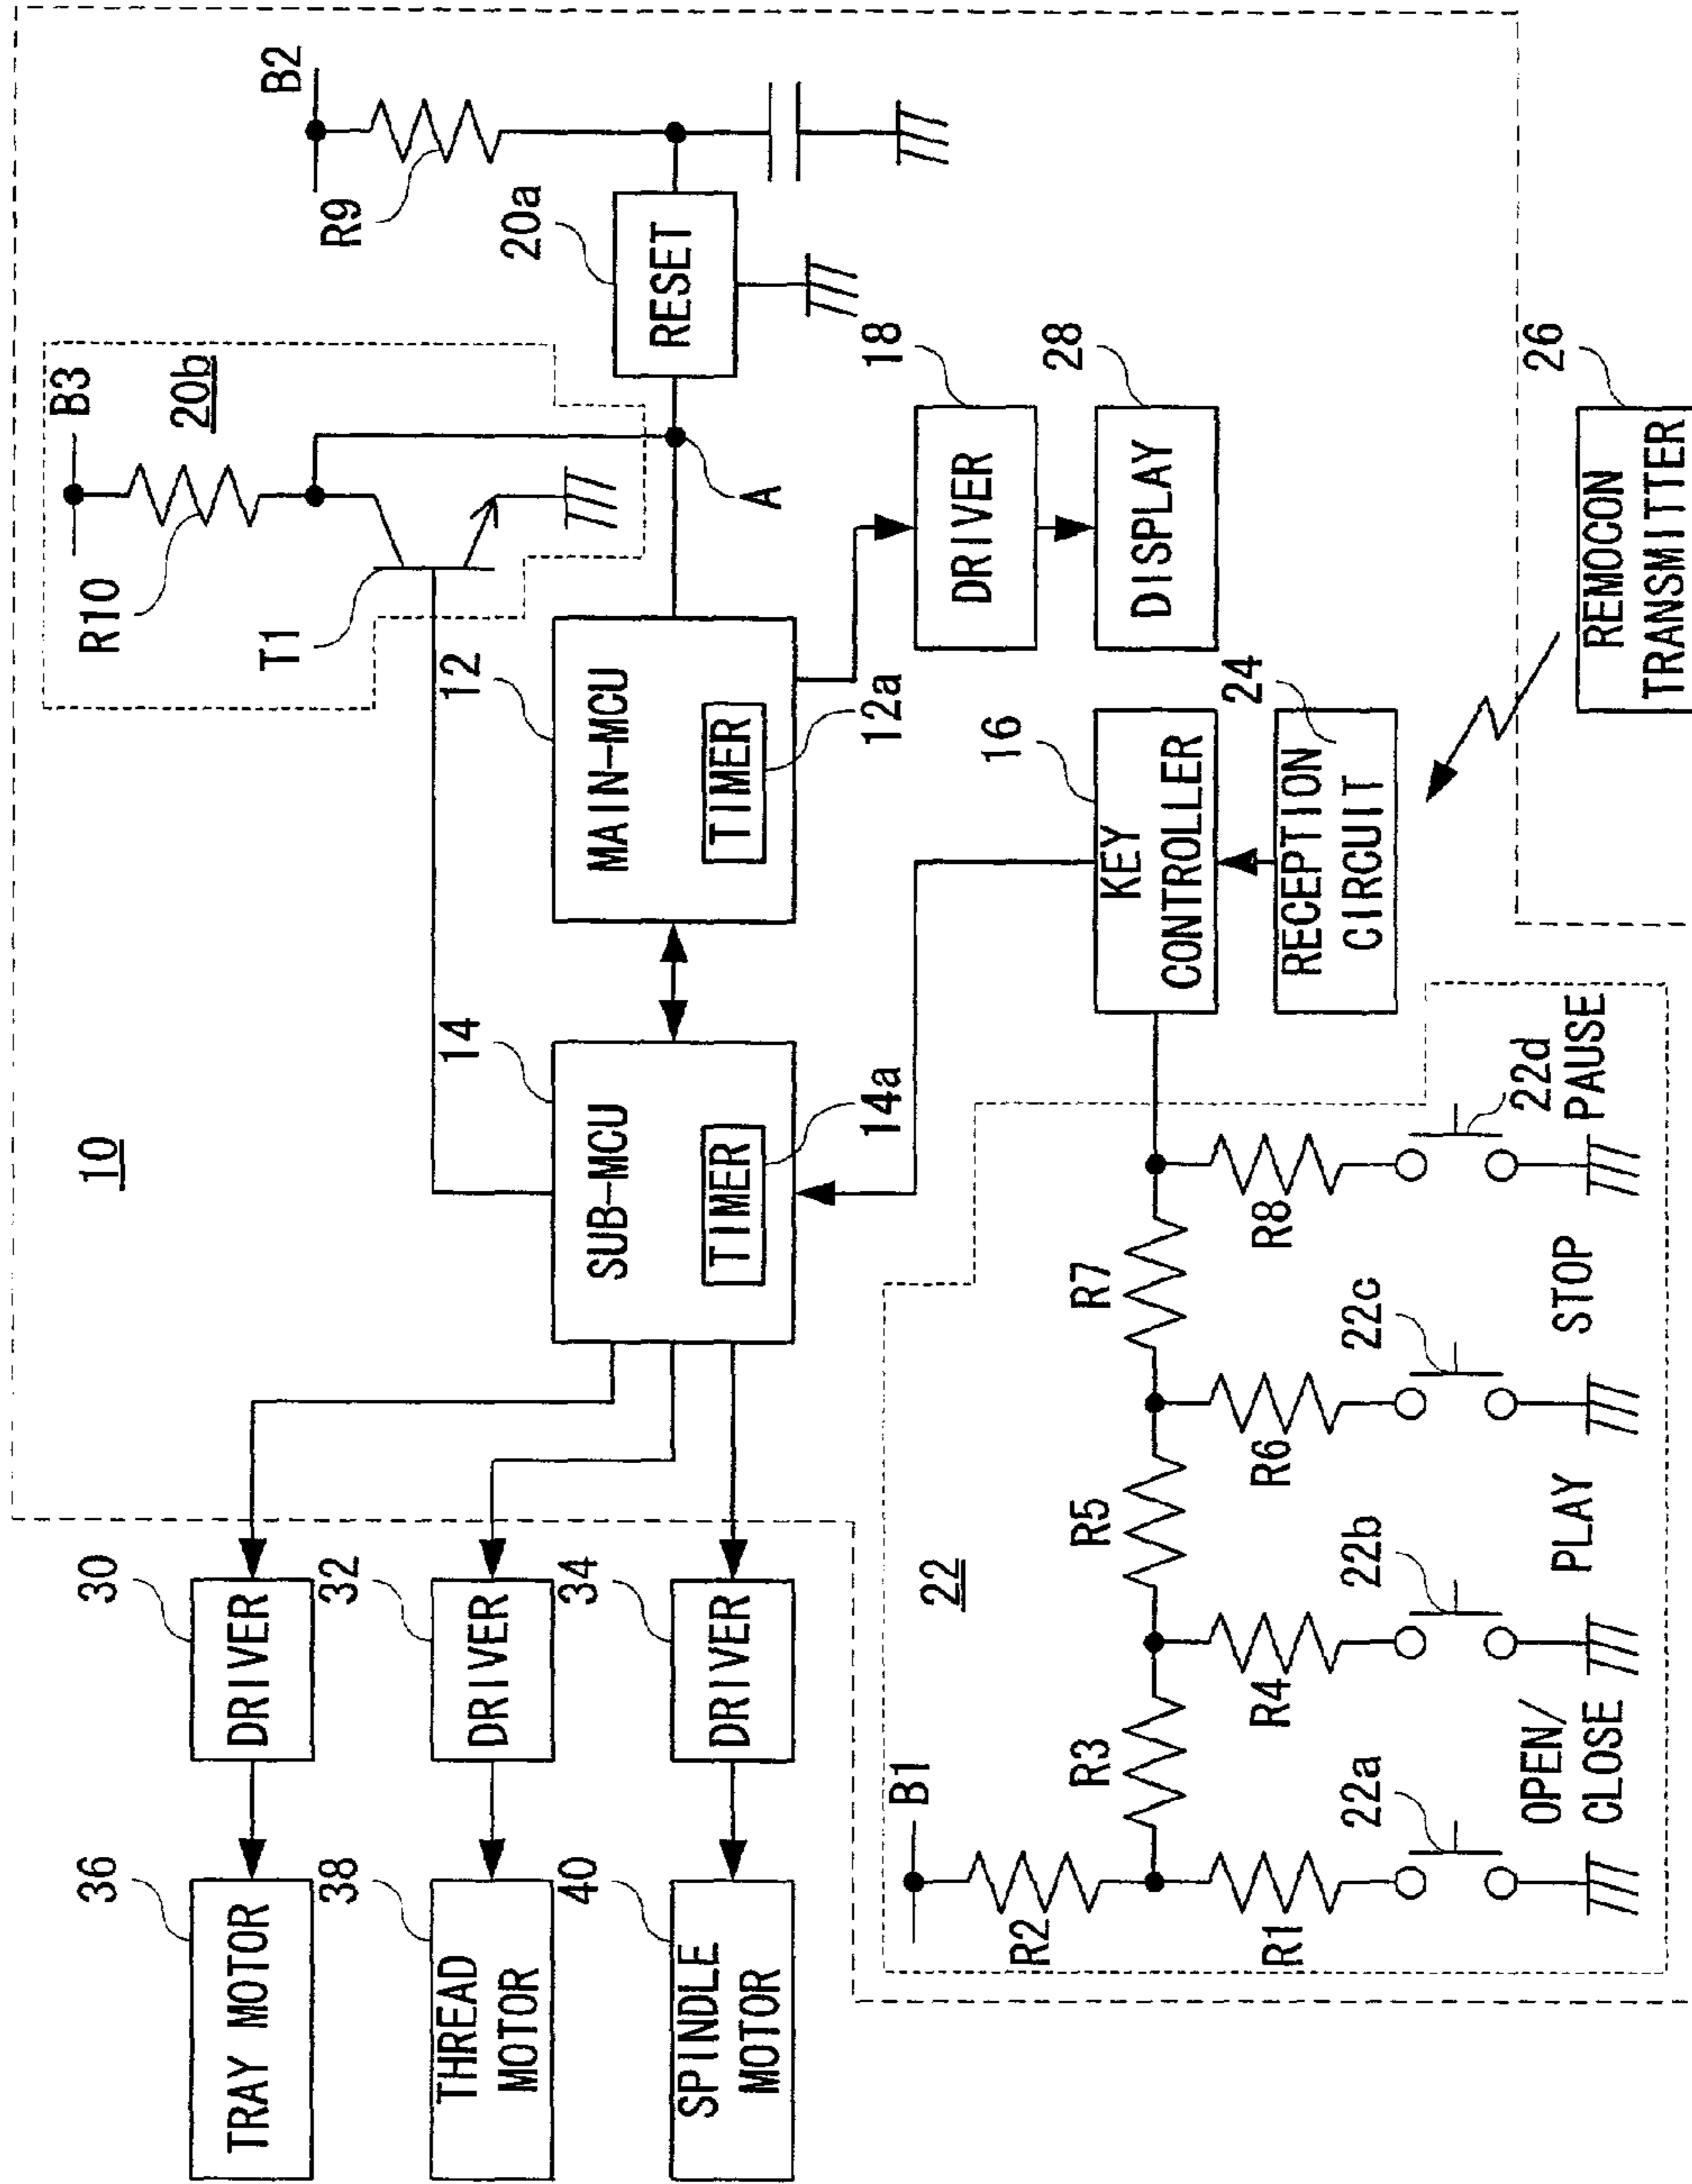 10
B3
R10
20b
T1
B2
R9
20a
RESET
A
36
TRAY MOTOR
30
DRIVER
38
THREAD
MOTOR
32
DRIVER
40
SPINDLE
MOTOR
34
DRIVER
14
SUB-MCU
TIMER
14a
12
MAIN-MCU
TIMER
12a
18
DRIVER
28
DISPLAY
16
KEY
CONTROLLER
24
RECEPTION
CIRCUIT
26
REMOCON
TRANSMITTER
22
B1
R2
R3
R5
R7
R1
R4
R6
R8
22a
22b
22c
22d
OPEN/
CLOSE
PLAY
STOP
PAUSE